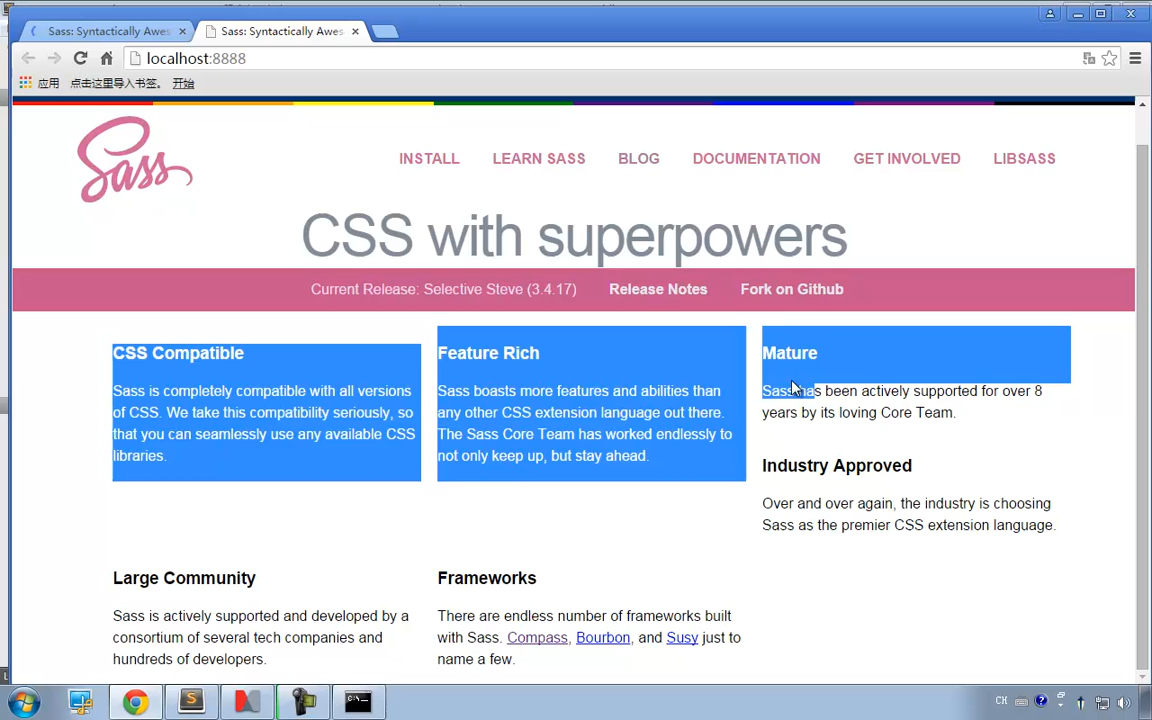 Sass: Syntactically Awes
Sass: Syntactically Awes
localhost:8888
应用 点击这里导入书签。 开始
Sass
INSTALL LEARN SASS BLOG DOCUMENTATION GET INVOLVED LIBSASS
CSS with superpowers
Current Release: Selective Steve (3.4.17) Release Notes Fork on Github
CSS Compatible
Sass is completely compatible with all versions
of CSS. We take this compatibility seriously, so
that you can seamlessly use any available CSS
libraries.
Feature Rich
Sass boasts more features and abilities than
any other CSS extension language out there.
The Sass Core Team has worked endlessly to
not only keep up, but stay ahead.
Mature
Sass has been actively supported for over 8
years by its loving Core Team.
Industry Approved
Over and over again, the industry is choosing
Sass as the premier CSS extension language.
Large Community
Sass is actively supported and developed by a
consortium of several tech companies and
hundreds of developers.
Frameworks
There are endless number of frameworks built
with Sass. Compass, Bourbon, and Susy just to
name a few.
CH